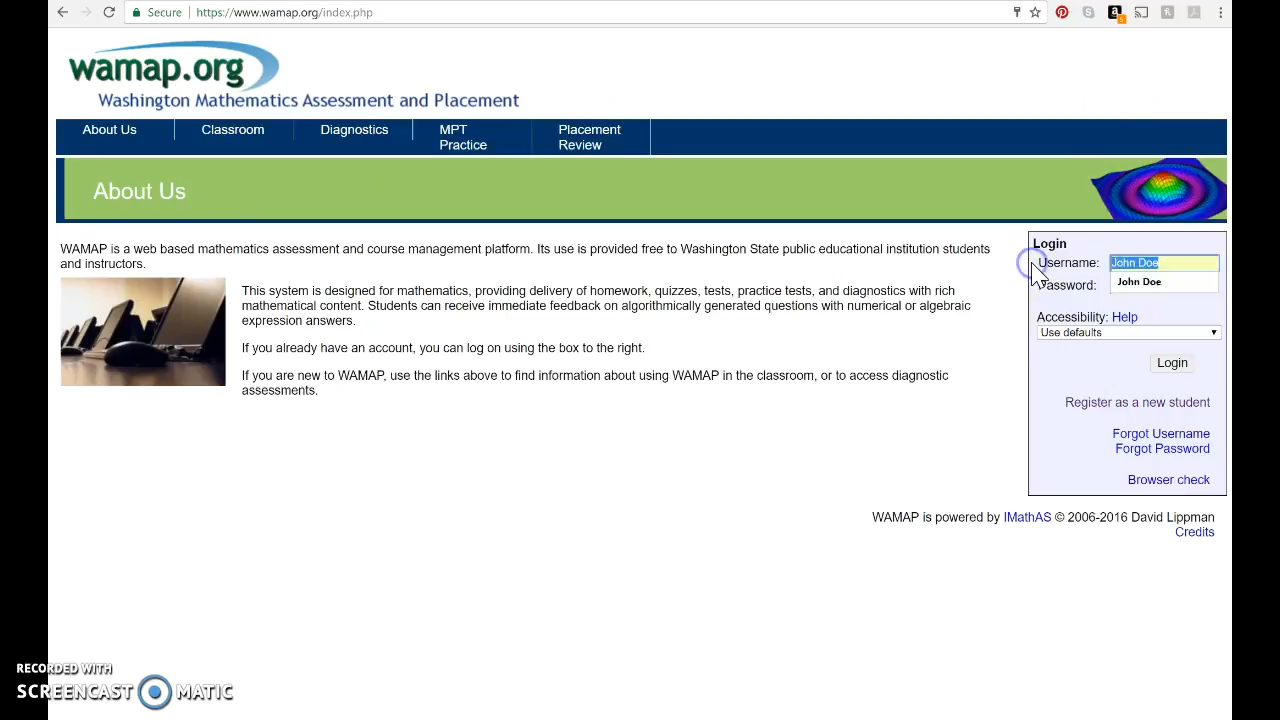 Secure https://www.wamap.org/index.php
wamap.org
Washington Mathematics Assessment and Placement
About Us Classroom Diagnostics MPT Practice Placement Review
About Us
WAMAP is a web based mathematics assessment and course management platform. Its use is provided free to Washington State public educational institution students
and instructors.
This system is designed for mathematics, providing delivery of homework, quizzes, tests, practice tests, and diagnostics with rich
mathematical content. Students can receive immediate feedback on algorithmically generated questions with numerical or algebraic
expression answers.
If you already have an account, you can log on using the box to the right.
If you are new to WAMAP, use the links above to find information about using WAMAP in the classroom, or to access diagnostic
assessments.
Login
Username: John Doe
Password: John Doe
Accessibility: Help
Use defaults
Login
Register as a new student
Forgot Username
Forgot Password
Browser check
WAMAP is powered by IMathAS © 2006-2016 David Lippman
Credits
RECORDED WITH
SCREENCAST MATIC